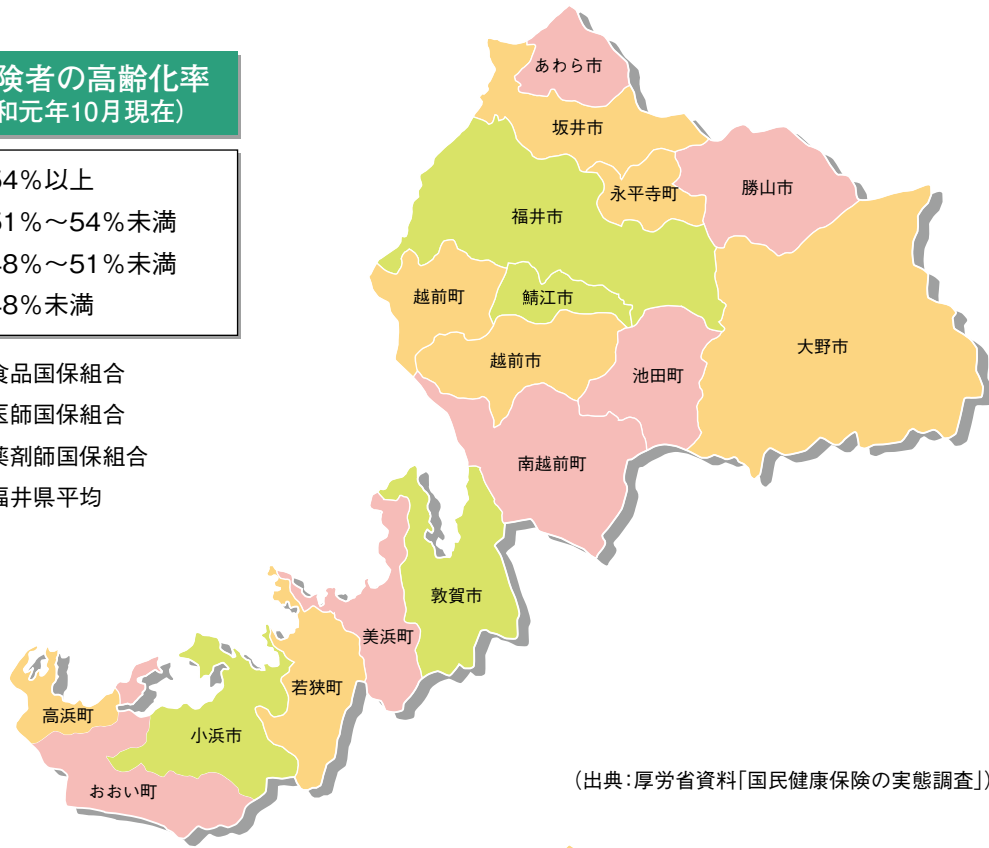 険者の高齢化率
和元年10月現在）
54％以上
51％～54％未満
48％～51％未満
48％未満
食品国保組合
医師国保組合
薬剤師国保組合
福井県平均
あわら市
坂井市
永平寺町
勝山市
福井市
越前町
鯖江市
大野市
越前市
池田町
南越前町
敦賀市
美浜町
若狭町
高浜町
小浜市
おおい町
（出典：厚労省資料「国民健康保険の実態調査」）